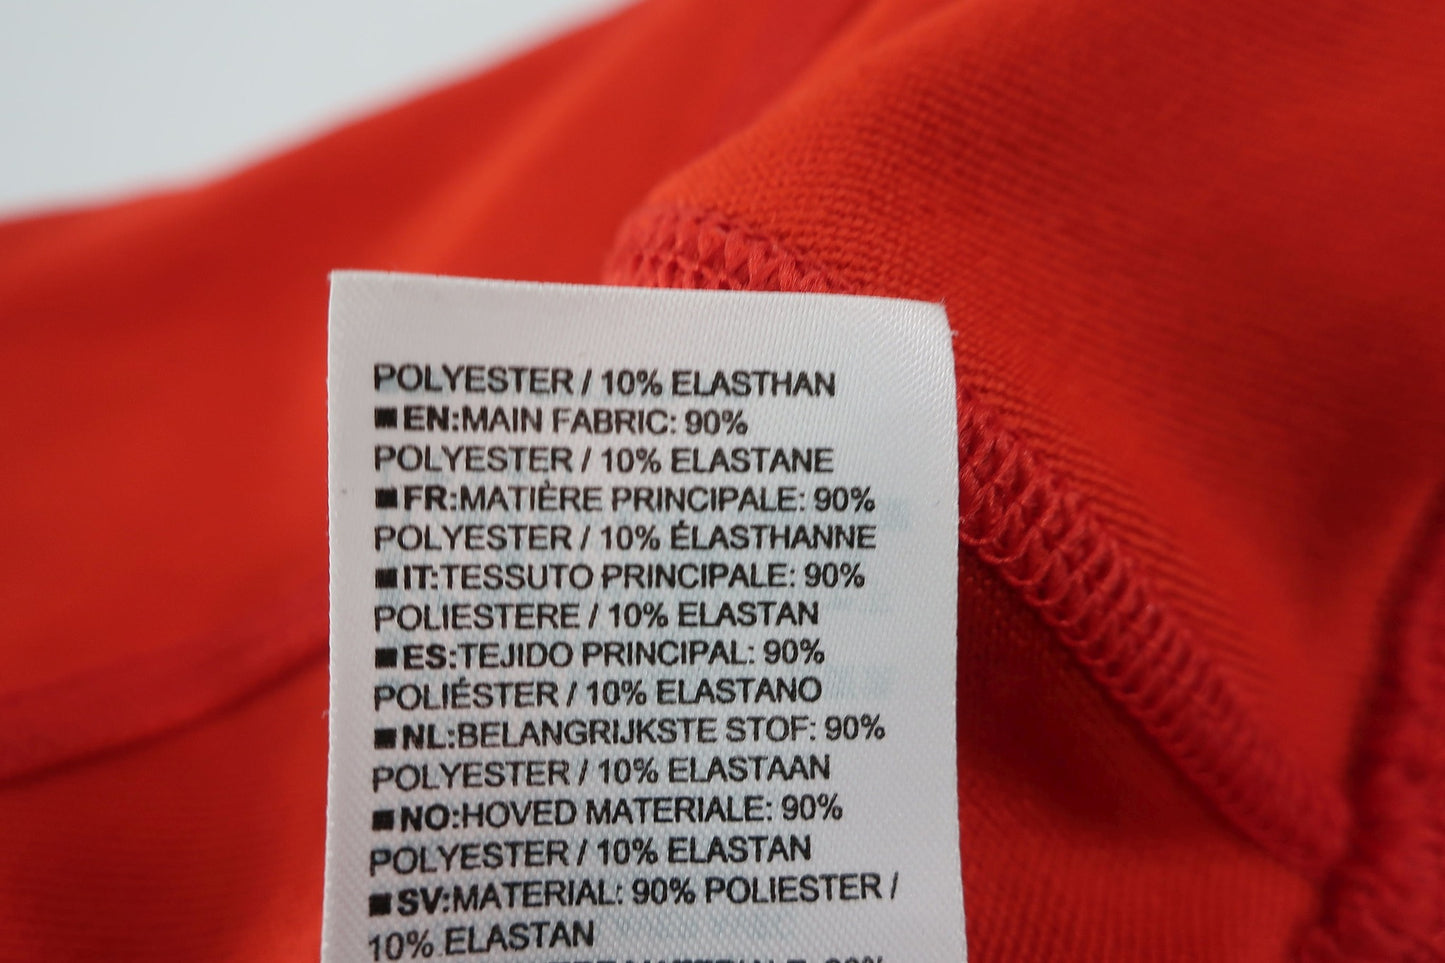 POLYESTER / 10% ELASTHAN
■EN:MAIN FABRIC: 90%
POLYESTER / 10% ELASTANE
■FR:MATIÈRE PRINCIPALE: 90%
POLYESTER / 10% ÉLASTHANNE
■IT:TESSUTO PRINCIPALE: 90%
POLIESTERE / 10% ELASTAN
■ES:TEJIDO PRINCIPAL: 90%
POLIÉSTER / 10% ELASTANO
■NL:BELANGRIJKSTE STOF: 90%
POLYESTER / 10% ELASTAAN
■NO:HOVED MATERIALE: 90%
POLYESTER / 10% ELASTAN
■SV:MATERIAL: 90% POLIESTER /
10% ELASTAN